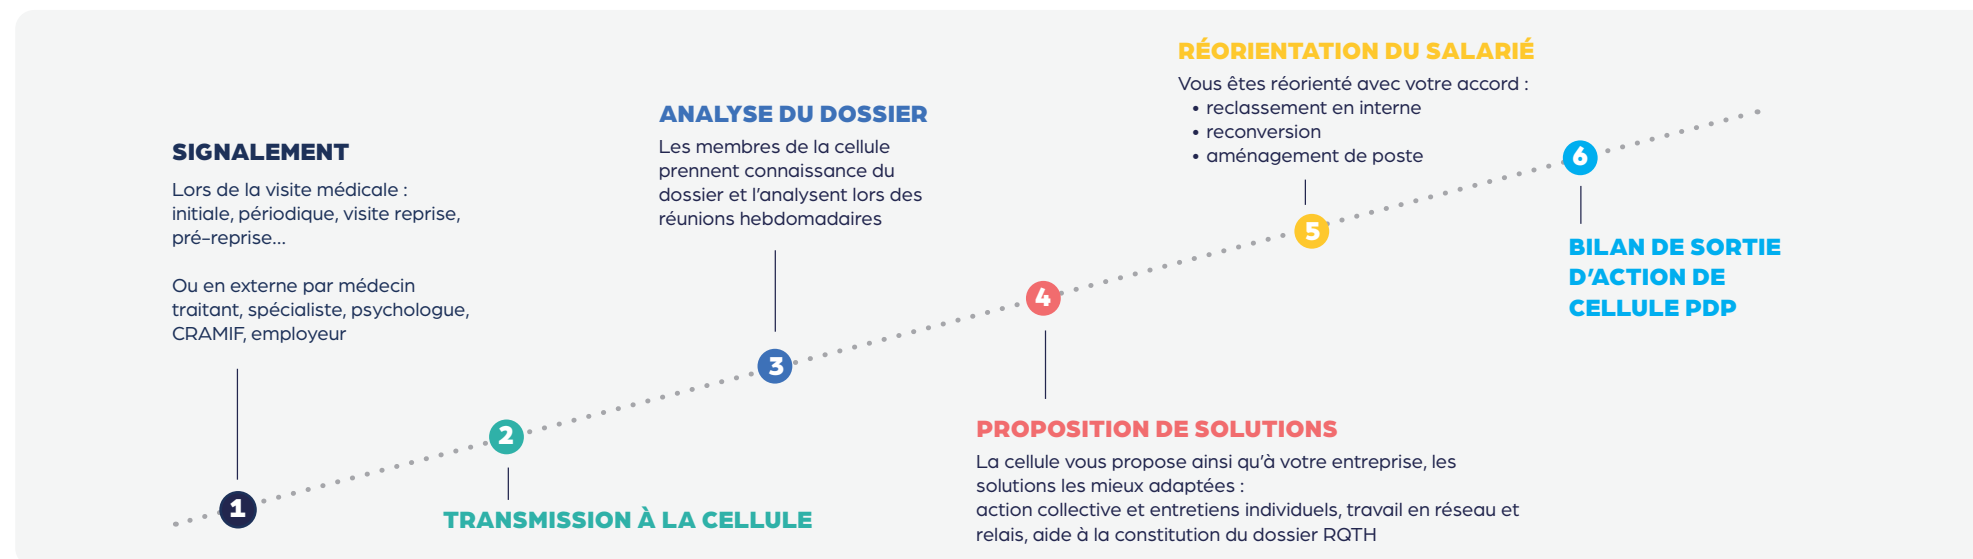 SIGNALEMENT
Lors de la visite médicale :
initiale, périodique, visite reprise,
pré-reprise...
Ou en externe par médecin
traitant, spécialiste, psychologue,
CRAMIF, employeur
1
2
TRANSMISSION À LA CELLULE
ANALYSE DU DOSSIER
Les membres de la cellule
prennent connaissance du
dossier et l'analysent lors des
réunions hebdomadaires
3
4
PROPOSITION DE SOLUTIONS
La cellule vous propose ainsi qu'à votre entreprise, les
solutions les mieux adaptées :
action collective et entretiens individuels, travail en réseau et
relais, aide à la constitution du dossier RQTH
RÉORIENTATION DU SALARIÉ
Vous êtes réorienté avec votre accord :
• reclassement en interne
• reconversion
• aménagement de poste
5
6
BILAN DE SORTIE
D'ACTION DE
CELLULE PDP